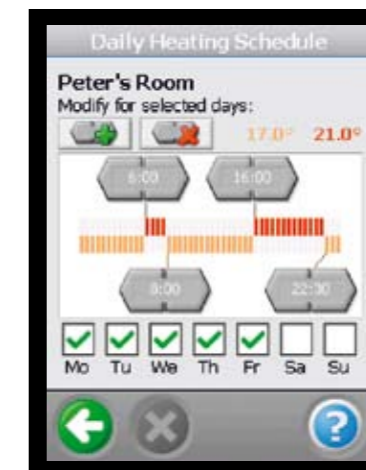 Daily Heating Schedule
Peter's Room
Modify for selected days:
17.0° 21.0°
6:00 16:00
8:00 22:30
Mo Tu We Th Fr Sa Su
?